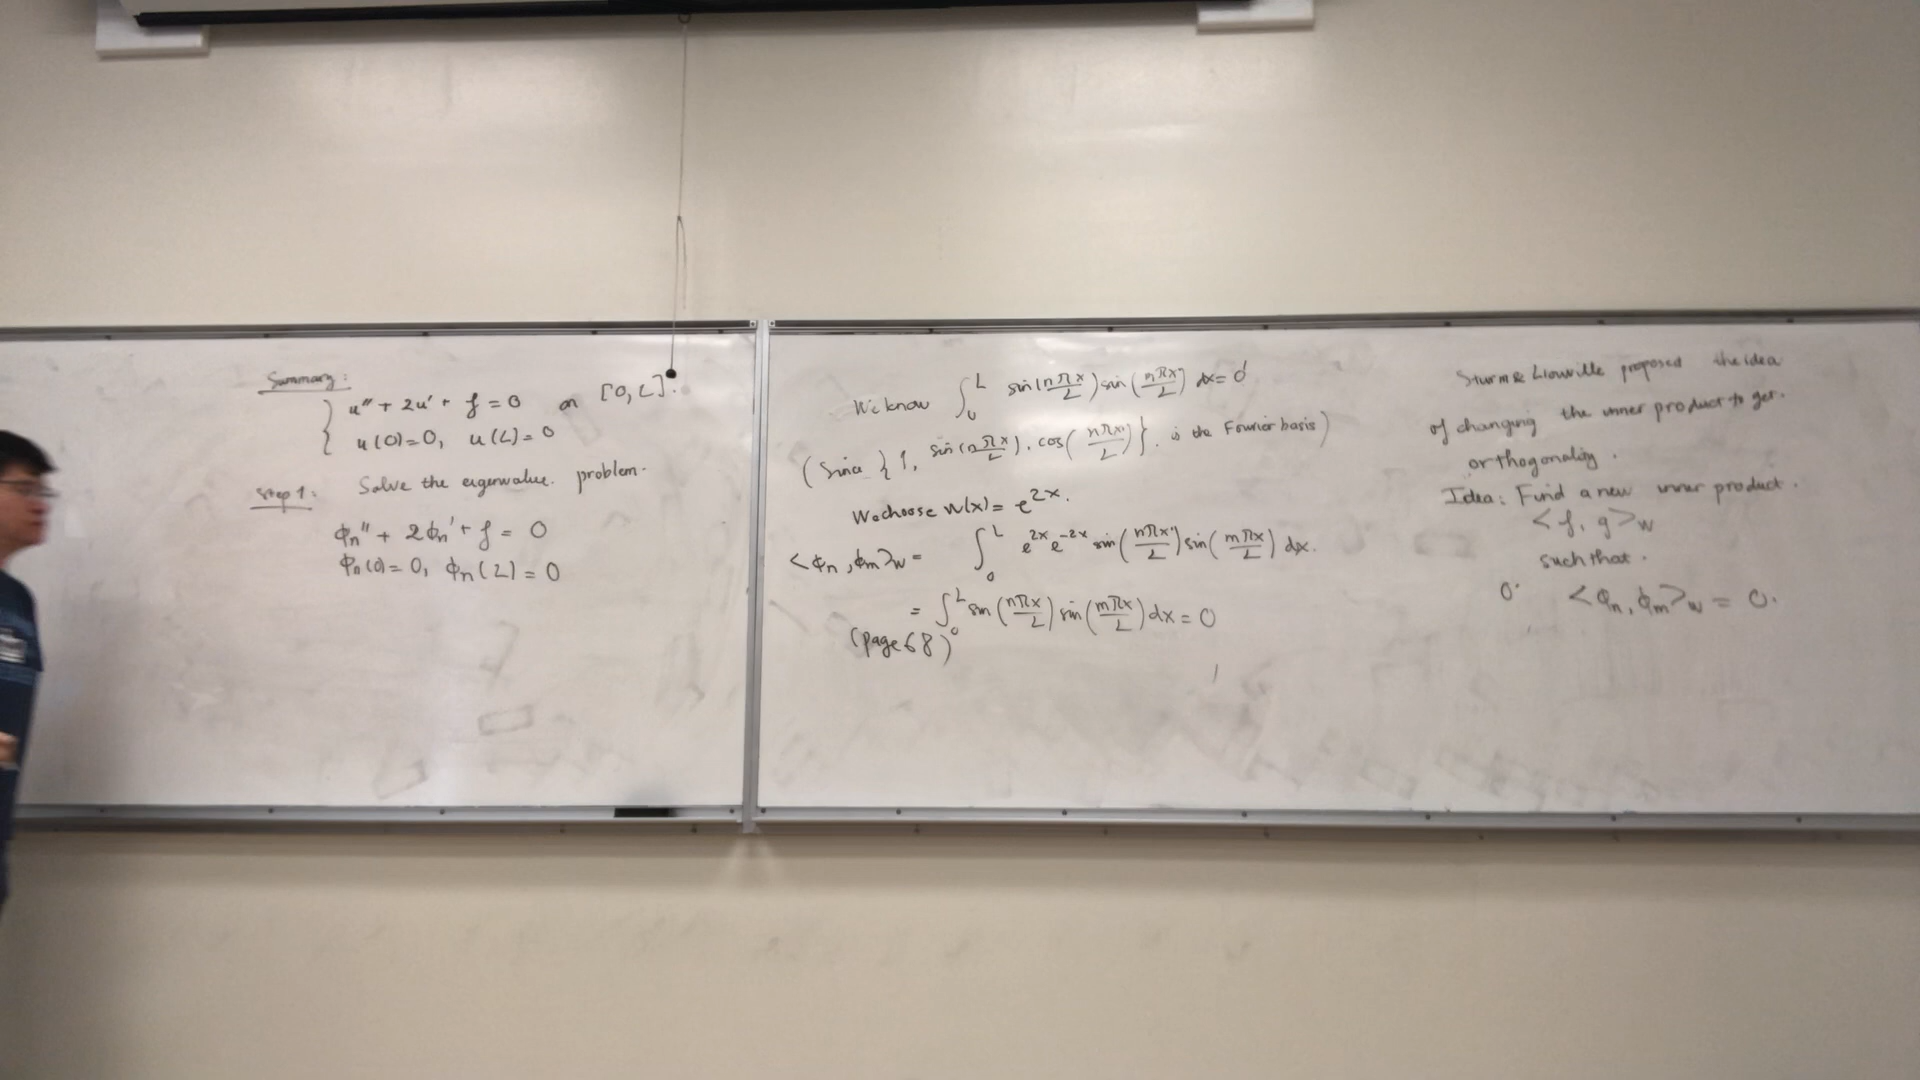 Summary:
u'' + 2u' + f = 0 on [0, L].
u(0)=0, u(L)=0
Step 1: Solve the eigenvalue problem.
ϕn'' + 2ϕn' + f = 0
ϕn(0)=0, ϕn(L)=0
We know ∫₀ᴸ sin(nπx/L) sin(nπx/L) dx = 0
(Since {1, sin(nπx/L), cos(nπx/L)}. is the Fourier basis)
We choose w(x) = e^{2x}.
<ϕn, ϕm>w = ∫₀ᴸ e^{2x} e^{-2x} sin(nπx/L) sin(mπx/L) dx.
= ∫₀ᴸ sin(nπx/L) sin(mπx/L) dx = 0
(page 68)
Sturm & Liouville proposed the idea
of changing the inner product to get.
orthogonality.
Idea: Find a new inner product.
<f, g>w
such that.
<ϕn, ϕm>w = 0.